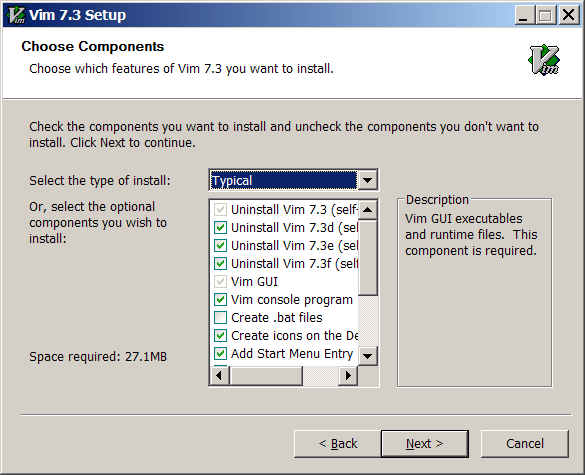 Vim 7.3 Setup
Choose Components
Choose which features of Vim 7.3 you want to install.
Vim
Check the components you want to install and uncheck the components you don't want to
install. Click Next to continue.
Select the type of install:
Typical
Or, select the optional
components you wish to
install:
Uninstall Vim 7.3 (self-
Uninstall Vim 7.3d (sel
Uninstall Vim 7.3e (sel
Uninstall Vim 7.3f (self
Vim GUI
Vim console program
Create .bat files
Create icons on the De
Add Start Menu Entry
Description
Vim GUI executables
and runtime files. This
component is required.
Space required: 27.1MB
< Back
Next >
Cancel